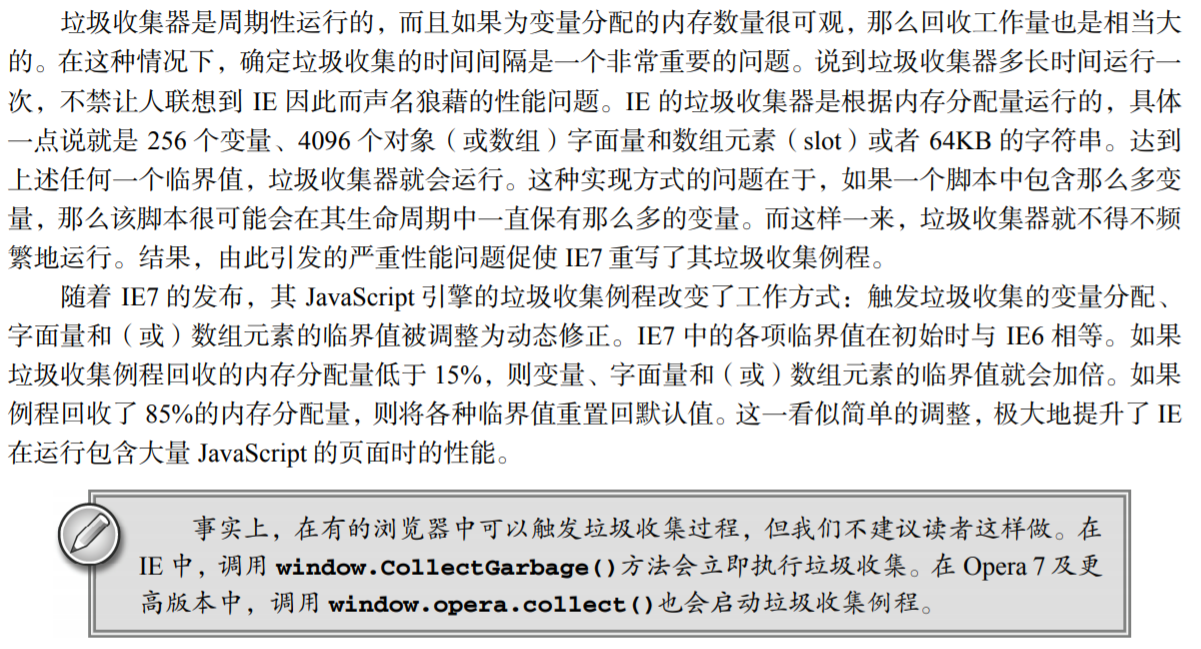 垃圾收集器是周期性运行的，而且如果为变量分配的内存数量很可观，那么回收工作量也是相当大
的。在这种情况下，确定垃圾收集的时间间隔是一个非常重要的问题。说到垃圾收集器多长时间运行一
次，不禁让人联想到 IE 因此而声名狼藉的性能问题。IE 的垃圾收集器是根据内存分配量运行的，具体
一点说就是 256 个变量、4096 个对象（或数组）字面量和数组元素（slot）或者 64KB 的字符串。达到
上述任何一个临界值，垃圾收集器就会运行。这种实现方式的问题在于，如果一个脚本中包含那么多变
量，那么该脚本很可能会在其生命周期中一直保有那么多的变量。而这样一来，垃圾收集器就不得不频
繁地运行。结果，由此引发的严重性能问题促使 IE7 重写了其垃圾收集例程。
随着 IE7 的发布，其 JavaScript 引擎的垃圾收集例程改变了工作方式：触发垃圾收集的变量分配、
字面量和（或）数组元素的临界值被调整为动态修正。IE7 中的各项临界值在初始时与 IE6 相等。如果
垃圾收集例程回收的内存分配量低于 15%，则变量、字面量和（或）数组元素的临界值就会加倍。如果
例程回收了 85%的内存分配量，则将各种临界值重置回默认值。这一看似简单的调整，极大地提升了 IE
在运行包含大量 JavaScript 的页面时的性能。
事实上，在有的浏览器中可以触发垃圾收集过程，但我们不建议读者这样做。在
IE 中，调用 window.CollectGarbage()方法会立即执行垃圾收集。在 Opera 7 及更
高版本中，调用 window.opera.collect()也会启动垃圾收集例程。